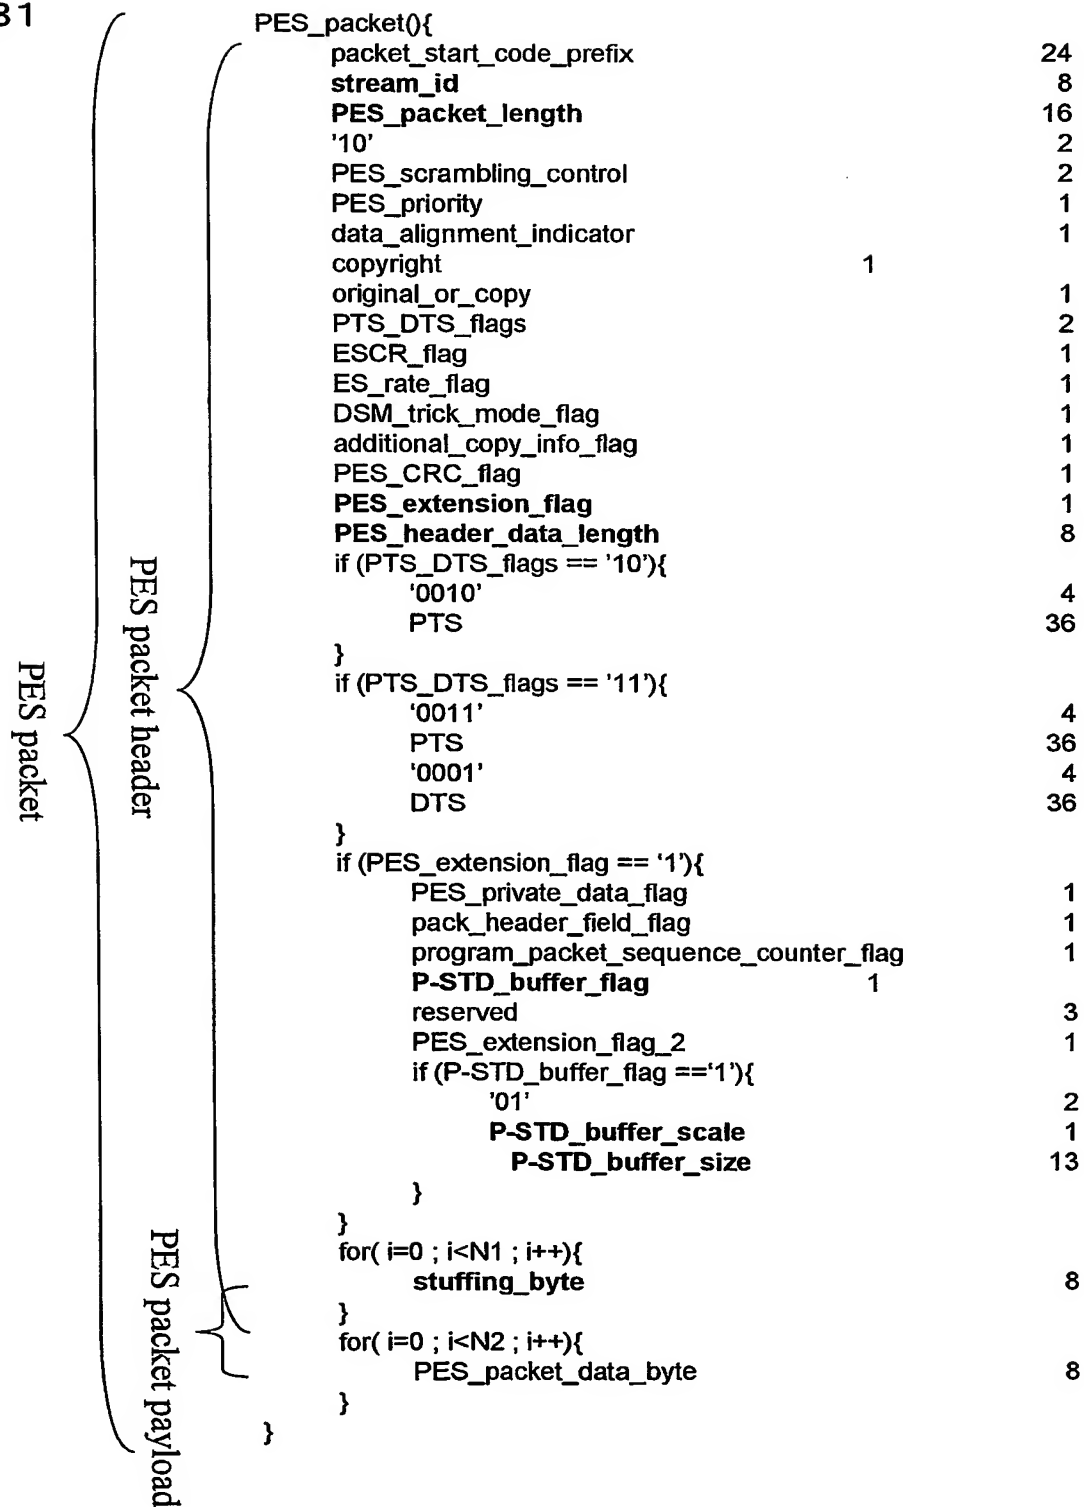 31
PES_packet(){
packet_start_code_prefix 24
stream_id 8
PES_packet_length 16
'10' 2
PES_scrambling_control 2
PES_priority 1
data_alignment_indicator 1
copyright 1
original_or_copy 1
PTS_DTS_flags 2
ESCR_flag 1
ES_rate_flag 1
DSM_trick_mode_flag 1
additional_copy_info_flag 1
PES_CRC_flag 1
PES_extension_flag 1
PES_header_data_length 8
if (PTS_DTS_flags == '10'){
'0010' 4
PTS 36
}
if (PTS_DTS_flags == '11'){
'0011' 4
PTS 36
'0001' 4
DTS 36
}
if (PES_extension_flag == '1'){
PES_private_data_flag 1
pack_header_field_flag 1
program_packet_sequence_counter_flag 1
P-STD_buffer_flag 1
reserved 3
PES_extension_flag_2 1
if (P-STD_buffer_flag =='1'){
'01' 2
P-STD_buffer_scale 1
P-STD_buffer_size 13
}
}
for( i=0 ; i<N1 ; i++){
stuffing_byte 8
}
for( i=0 ; i<N2 ; i++){
PES_packet_data_byte 8
}
}
PES packet header
PES packet
PES packet payload